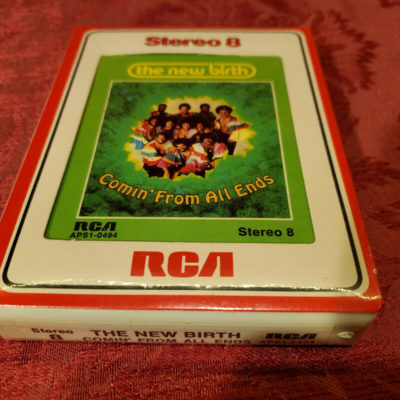 Stereo 8
the new birth
Comin' From All Ends
RCA
APS1-0494
Stereo 8
RCA
Stereo
8
THE NEW BIRTH
COMIN' FROM ALL ENDS
RCA